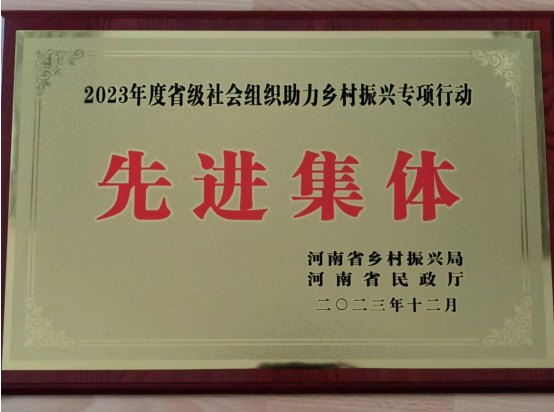 2023年度省级社会组织助力乡村振兴专项行动
先进集体
河南省乡村振兴局
河南省民政厅
二〇二三年十二月